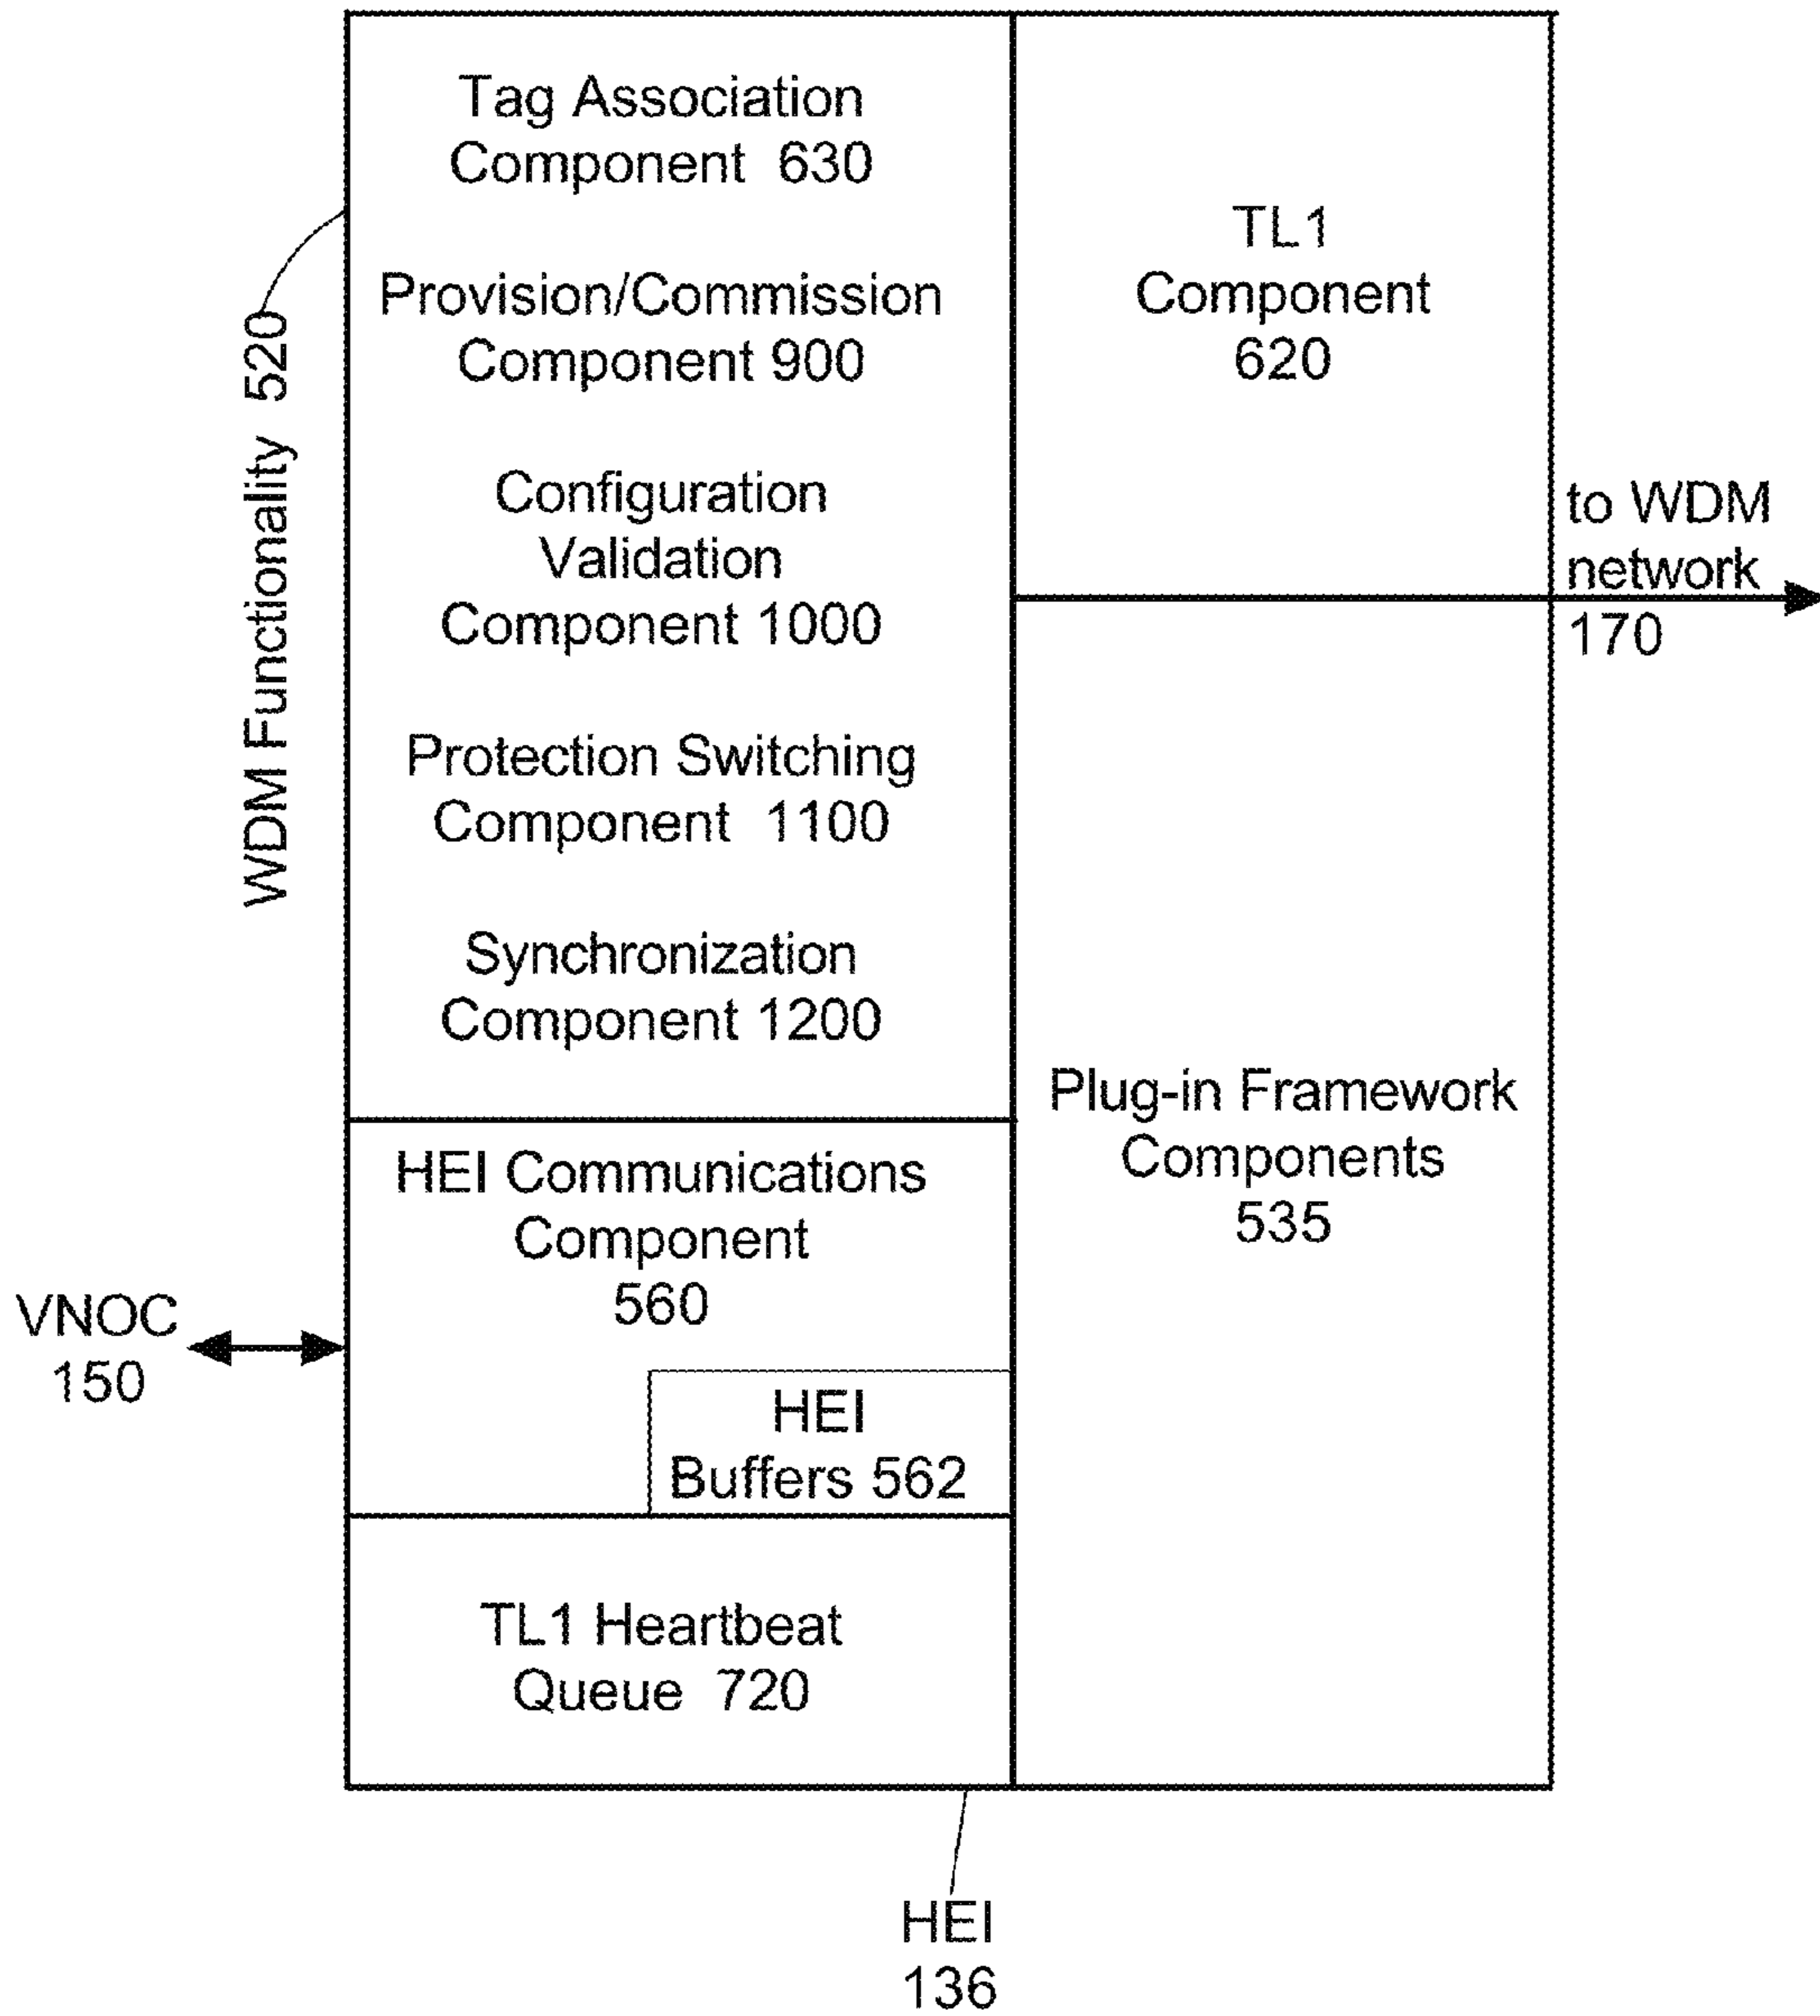 Tag Association
Component 630
Provision/Commission
Component 900
Configuration
Validation
Component 1000
Protection Switching
Component 1100
Synchronization
Component 1200
WDM Functionality 520
TL1
Component
620
to WDM
network
170
Plug-in Framework
Components
535
HEI Communications
Component
560
VNOC
150
HEI
Buffers 562
TL1 Heartbeat
Queue 720
HEI
136